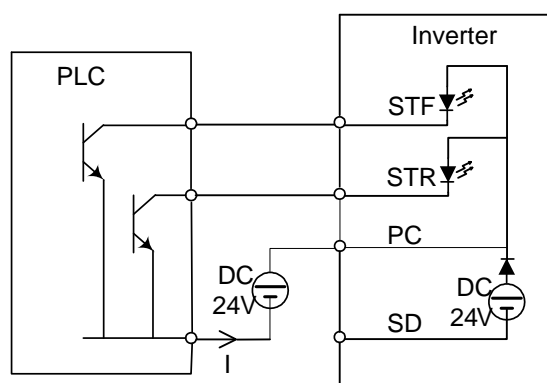 Inverter
PLC
STF
STR
PC
DC
24V
DC
24V
SD
I